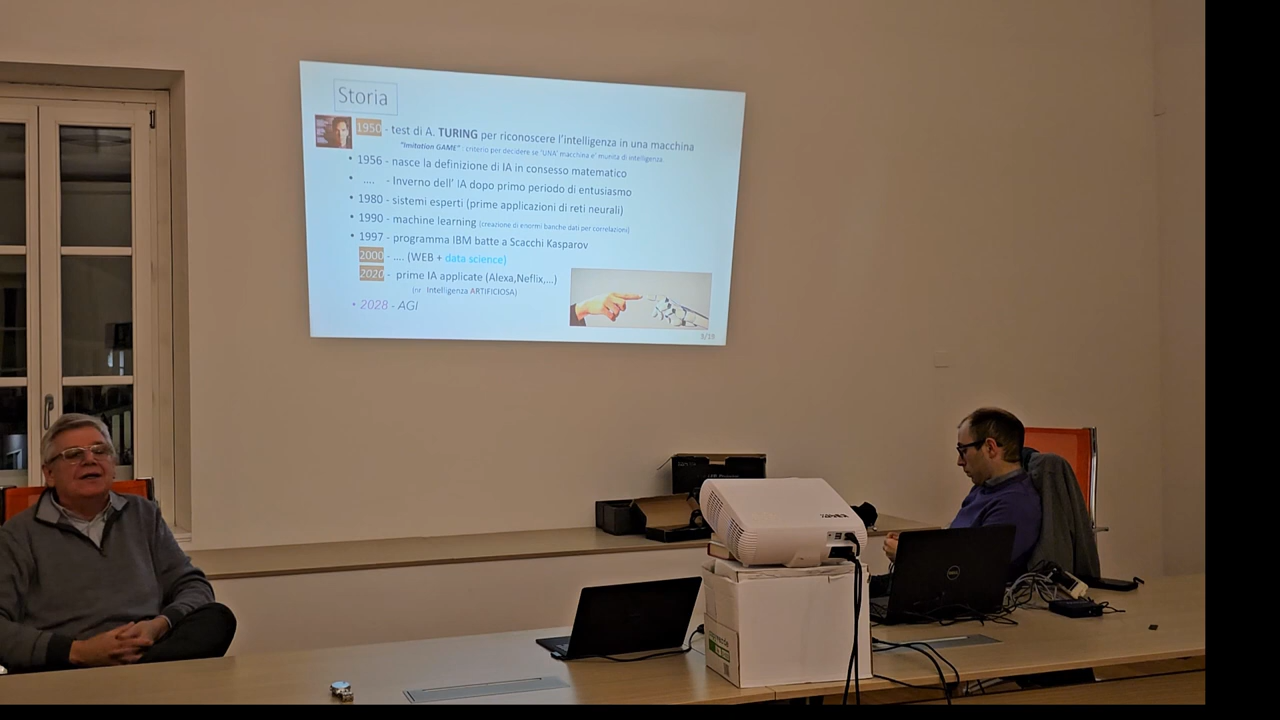 Storia
1950 - test di A. TURING per riconoscere l'intelligenza in una macchina
"Imitation GAME" : criterio per decidere se 'UNA' macchina e' munita di intelligenza.
• 1956 - nasce la definizione di IA in consesso matematico
• .... - Inverno dell' IA dopo primo periodo di entusiasmo
• 1980 - sistemi esperti (prime applicazioni di reti neurali)
• 1990 - machine learning (creazione di enormi banche dati per correlazioni)
• 1997 - programma IBM batte a Scacchi Kasparov
2000 - .... (WEB + data science)
2020 - prime IA applicate (Alexa,Neflix,...)
Intelligenza ARTIFICIOSA)
• 2028 - AGI
DELL